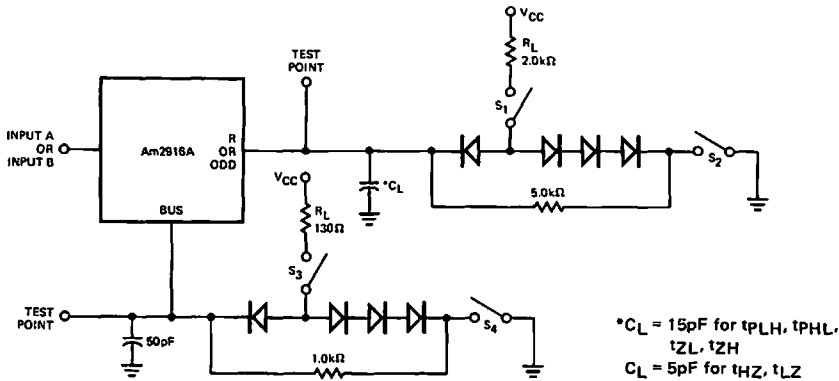 VCC
RL
2.0kΩ
S1
TEST
POINT
INPUT A
OR
INPUT B
Am2916A
R
OR
ODD
BUS
*CL
5.0kΩ
S2
VCC
RL
130Ω
S3
TEST
POINT
50pF
1.0kΩ
S4
*CL = 15pF for tPLH, tPHL,
tZL, tZH
CL = 5pF for tHZ, tLZ